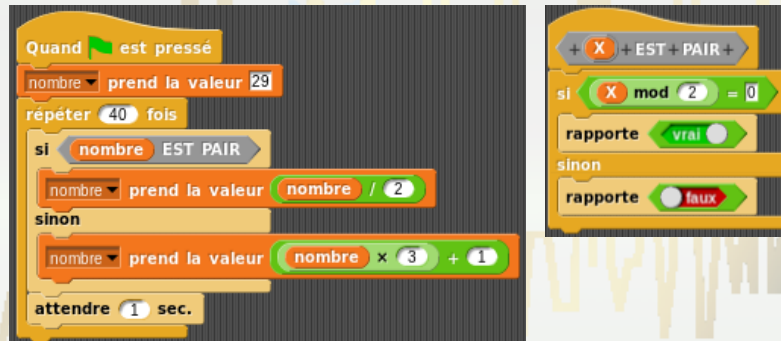 Quand est pressé
nombre prend la valeur 29
répéter 40 fois
si nombre EST PAIR
nombre prend la valeur nombre / 2
sinon
nombre prend la valeur nombre × 3 + 1
attendre 1 sec.
+ X + EST + PAIR +
si X mod 2 = 0
rapporte vrai
sinon
rapporte faux